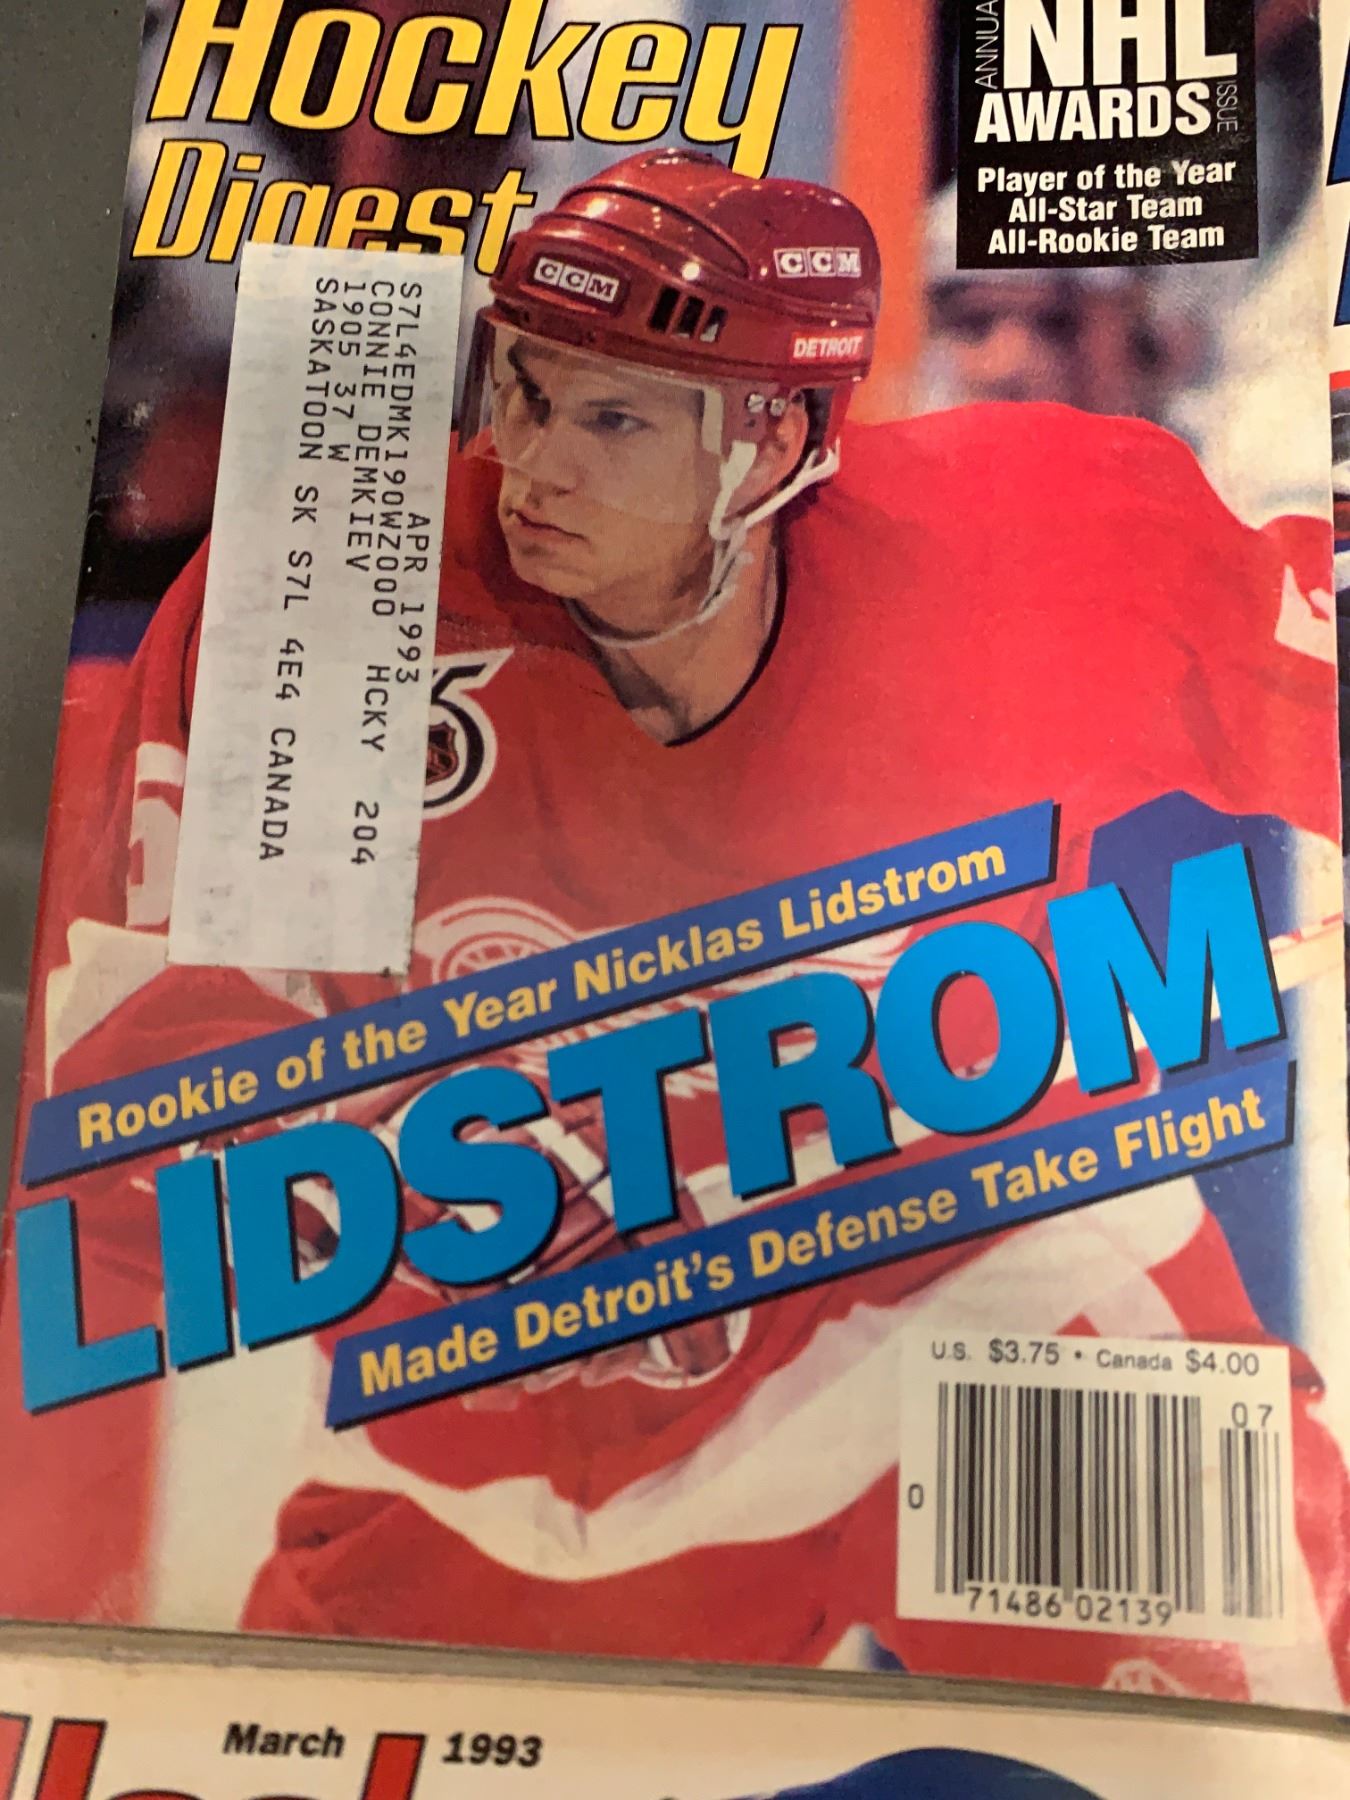 Hockey
Digest
ANNUAL
NHL
AWARDS
ISSUE
Player of the Year
All-Star Team
All-Rookie Team
CCM
CCM
DETROIT
APR 1993
S7L4EDMK190WZ000 HCKY 204
CONNIE DEMKIEV
1905 37 W
SASKATOON SK S7L 4E4 CANADA
75
Rookie of the Year Nicklas Lidstrom
LIDSTROM
Made Detroit's Defense Take Flight
U.S. $3.75 • Canada $4.00
07
0 71486 02139
March 1993